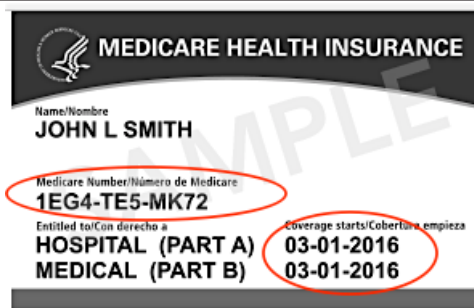 MEDICARE HEALTH INSURANCE
Name/Nombre
JOHN L SMITH
Medicare Number/Número de Medicare
1EG4-TE5-MK72
Entitled to/Con derecho a
Coverage starts/Cobertura empieza
HOSPITAL (PART A) 03-01-2016
MEDICAL (PART B) 03-01-2016
SAMPLE